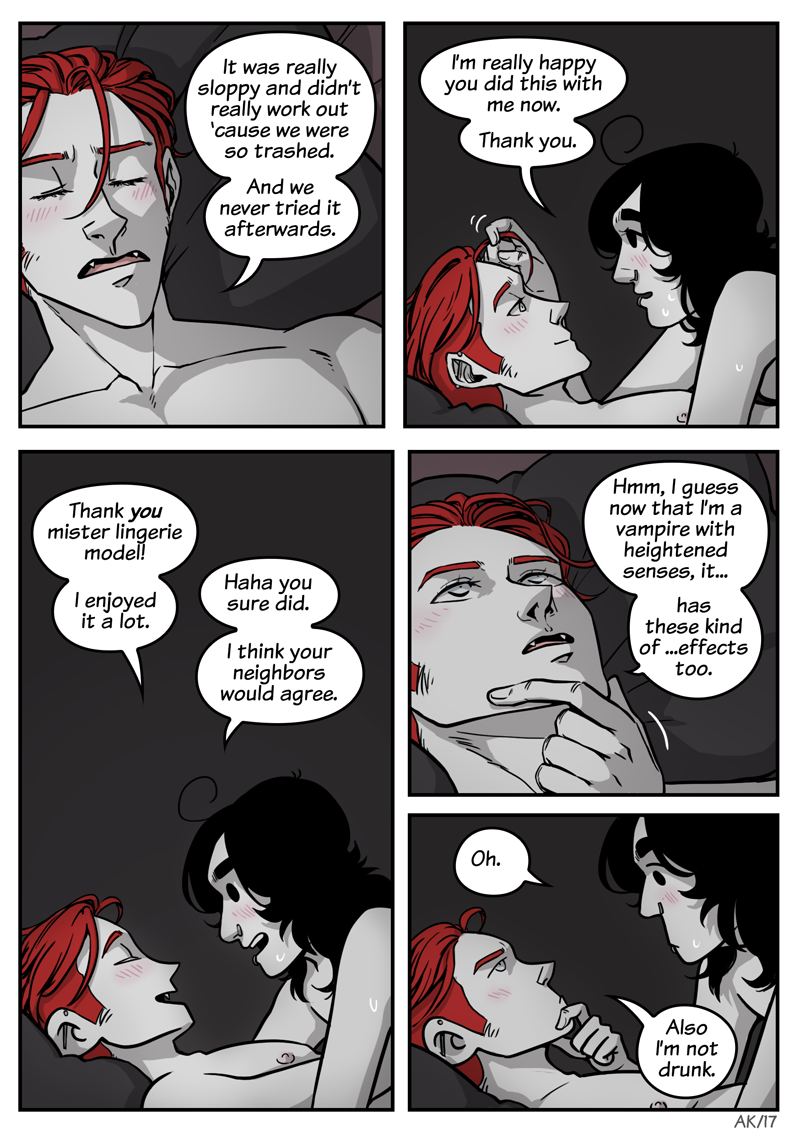 It was really
sloppy and didn't
really work out
'cause we were
so trashed.
And we
never tried it
afterwards.
I'm really happy
you did this with
me now.
Thank you.
Thank you
mister lingerie
model!
I enjoyed
it a lot.
Haha you
sure did.
I think your
neighbors
would agree.
Hmm, I guess
now that I'm a
vampire with
heightened
senses, it...
has
these kind
of ...effects
too.
Oh.
Also
I'm not
drunk.
AK/17